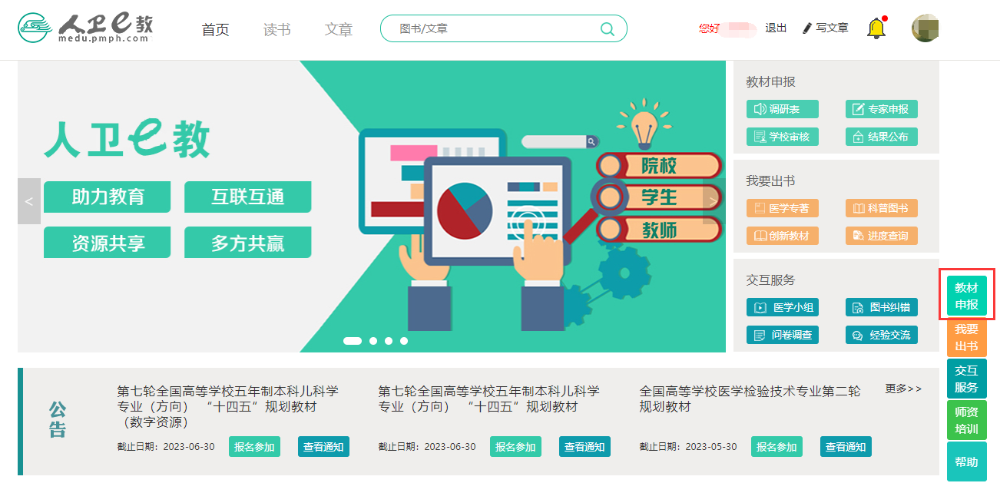 人卫e教
medu.pmph.com
首页
读书
文章
图书/文章
您好
退出
写文章
人卫e教
助力教育
互联互通
资源共享
多方共赢
<
>
院校
学生
教师
教材申报
调研表
专家申报
学校审核
结果公布
我要出书
医学专著
科普图书
创新教材
进度查询
交互服务
医学小组
图书纠错
问卷调查
经验交流
教材
申报
我要
出书
交互
服务
师资
培训
帮助
公
告
第七轮全国高等学校五年制本科儿科学
专业（方向） “十四五”规划教材
（数字资源）
截止日期：2023-06-30
报名参加
查看通知
第七轮全国高等学校五年制本科儿科学
专业（方向） “十四五”规划教材
截止日期：2023-06-30
报名参加
查看通知
全国高等学校医学检验技术专业第二轮
规划教材
截止日期：2023-05-30
报名参加
查看通知
更多>>